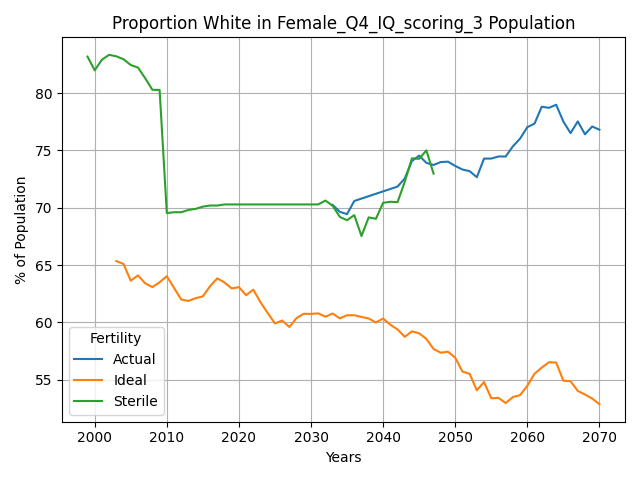 Proportion White in Female_Q4_IQ_scoring_3 Population
% of Population
80
75
70
65
60
55
Fertility
Actual
Ideal
Sterile
2000 2010 2020 2030 2040 2050 2060 2070
Years